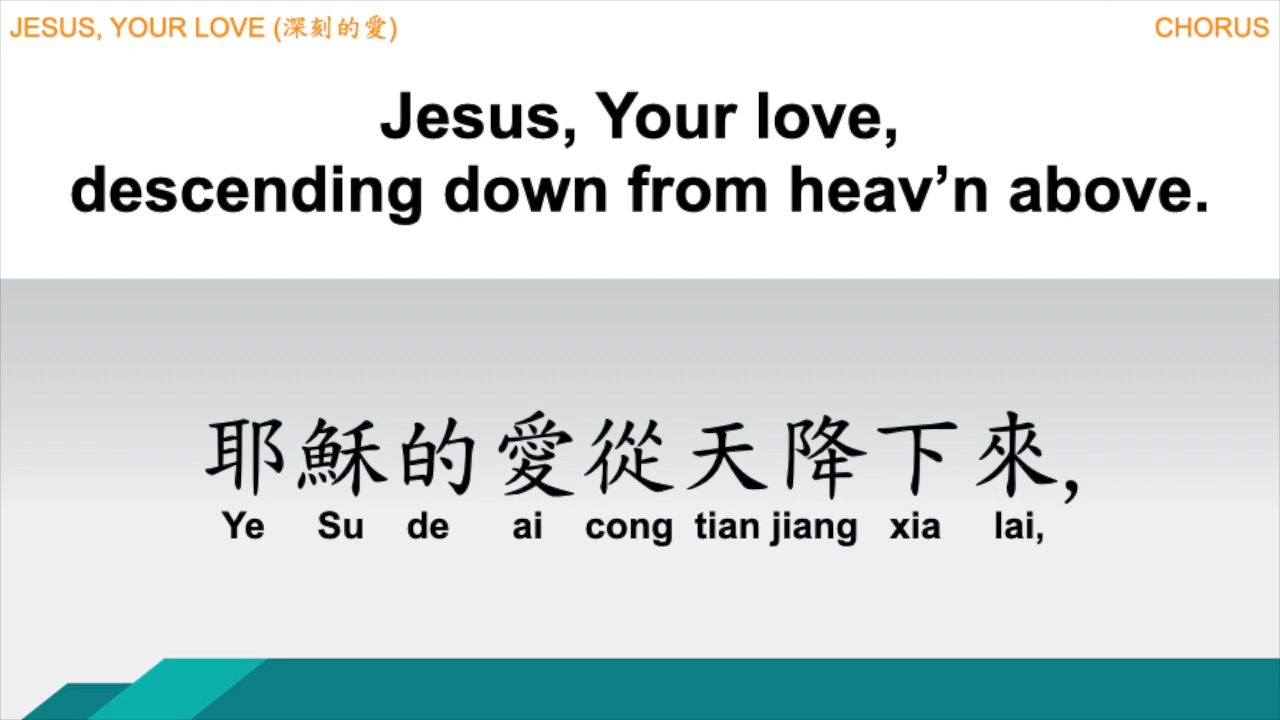 JESUS, YOUR LOVE (深刻的愛)
CHORUS
Jesus, Your love,
descending down from heav’n above.
耶穌的愛從天降下來,
Ye Su de ai cong tian jiang xia lai,